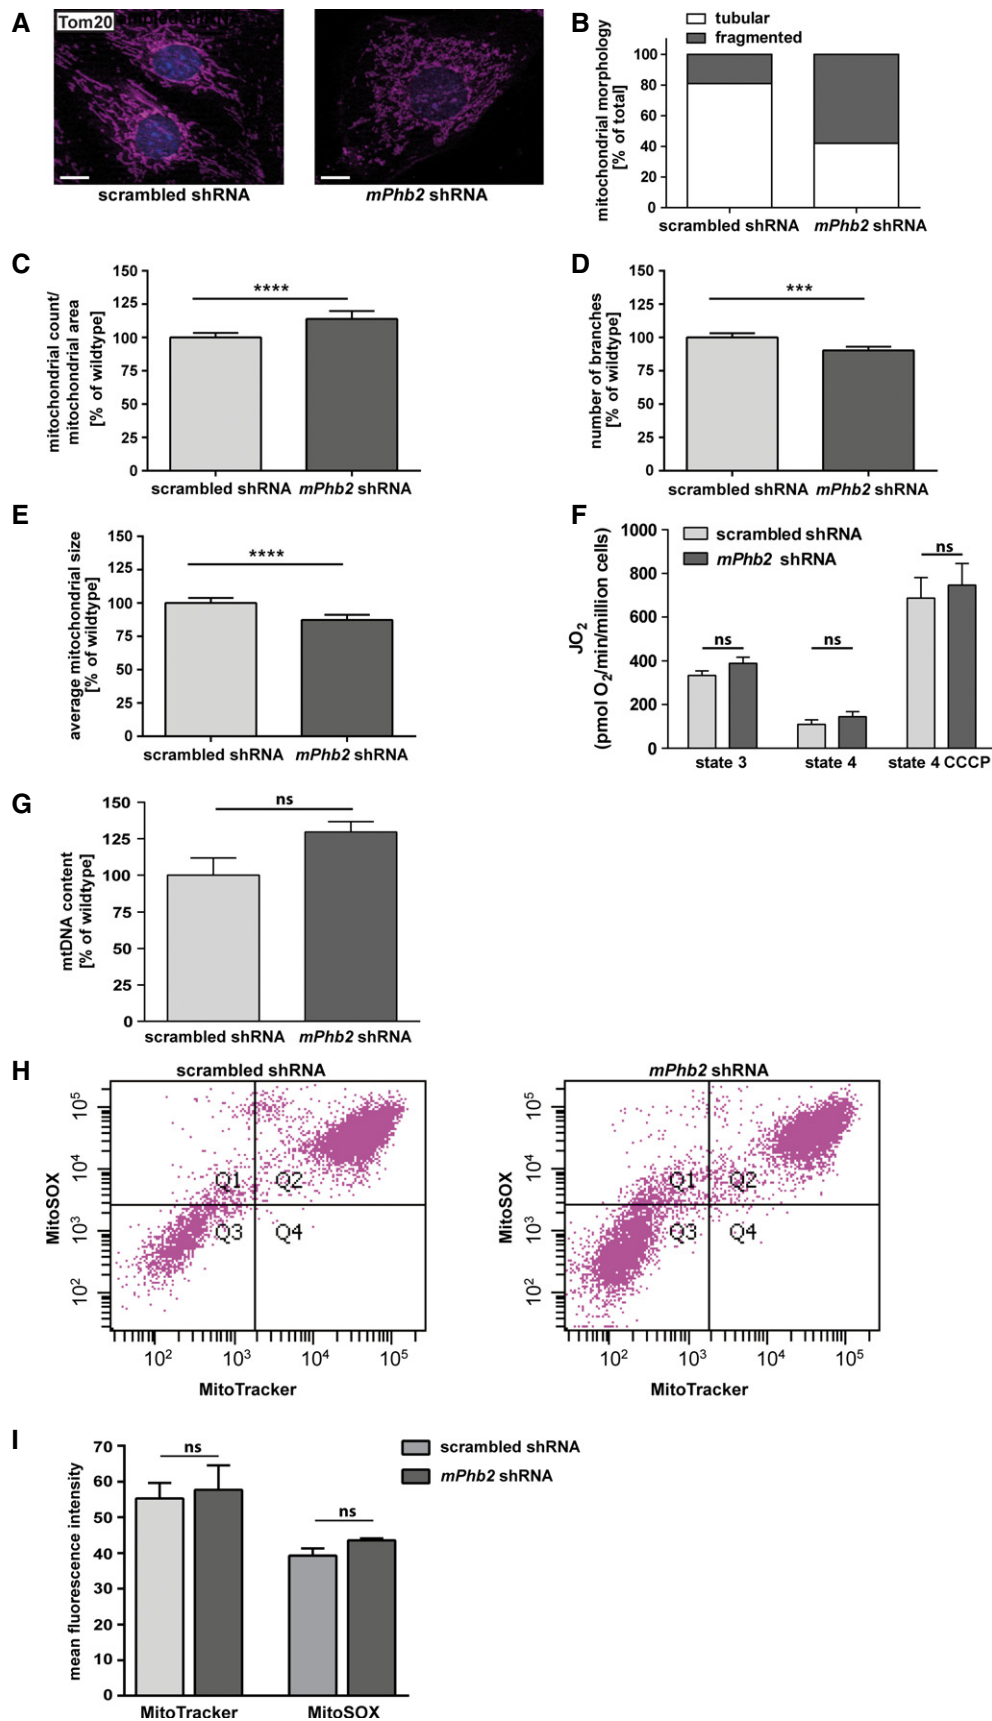 A
Tom20
scrambled shRNA
mPhb2 shRNA
B
tubular
fragmented
mitochondrial morphology
[% of total]
100
80
60
40
20
0
scrambled shRNA
mPhb2 shRNA
C
mitochondrial count/
mitochondrial area
[% of wildtype]
150
125
100
75
50
25
0
****
scrambled shRNA
mPhb2 shRNA
D
number of branches
[% of wildtype]
150
125
100
75
50
25
0
***
scrambled shRNA
mPhb2 shRNA
E
average mitochondrial size
[% of wildtype]
150
125
100
75
50
25
0
****
scrambled shRNA
mPhb2 shRNA
F
JO2
(pmol O2/min/million cells)
1000
800
600
400
200
0
scrambled shRNA
mPhb2 shRNA
ns
ns
ns
state 3
state 4
state 4 CCCP
G
mtDNA content
[% of wildtype]
150
125
100
75
50
25
0
ns
scrambled shRNA
mPhb2 shRNA
H
scrambled shRNA
MitoSOX
10^5
10^4
10^3
10^2
Q1
Q2
Q3
Q4
10^2
10^3
10^4
10^5
MitoTracker
mPhb2 shRNA
MitoSOX
10^5
10^4
10^3
10^2
Q1
Q2
Q3
Q4
10^2
10^3
10^4
10^5
MitoTracker
I
mean fluorescence intensity
70
60
50
40
30
20
10
0
ns
ns
scrambled shRNA
mPhb2 shRNA
MitoTracker
MitoSOX